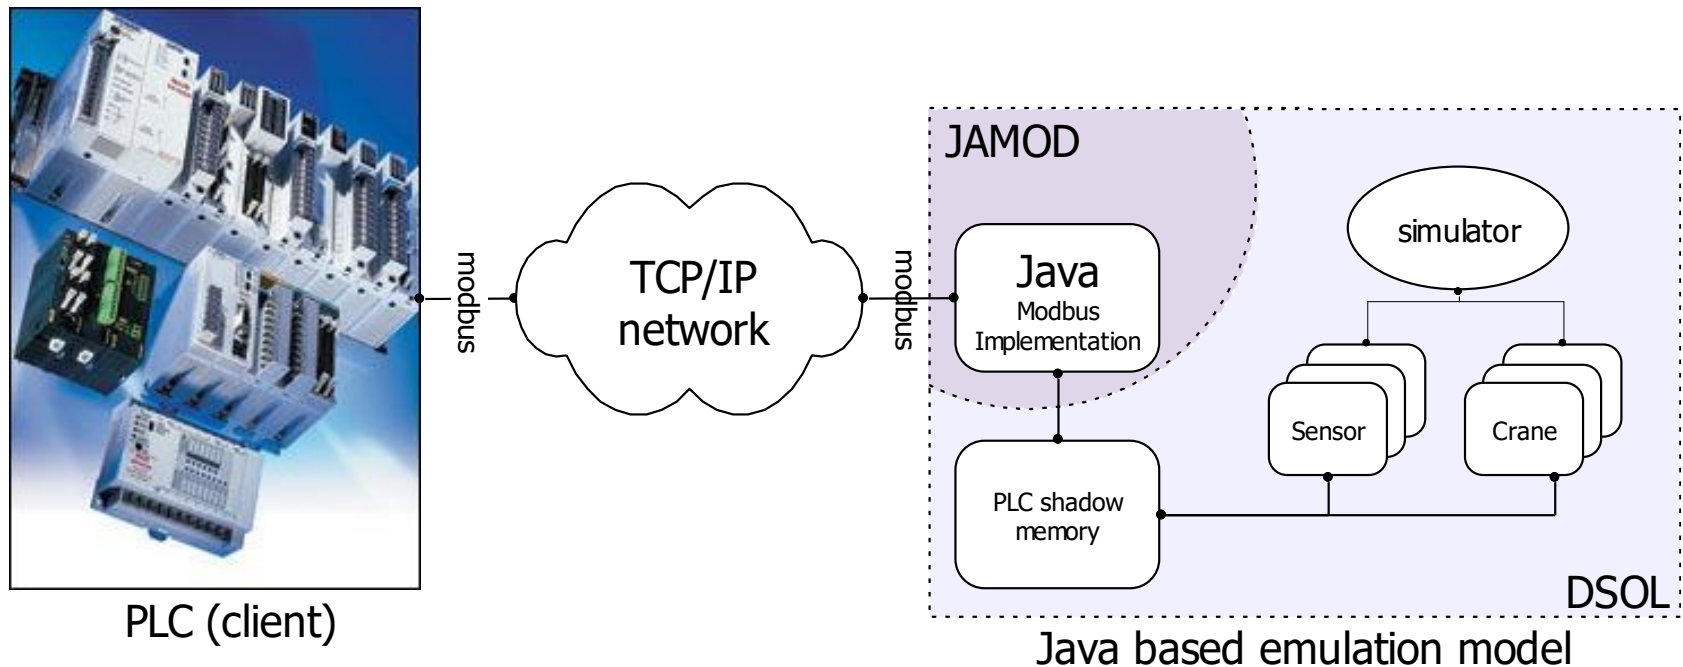 JAMOD
simulator
TCP/IP
network
modbus
modbus
Java
Modbus
Implementation
Sensor
Crane
PLC shadow
memory
DSOL
PLC (client)
Java based emulation model